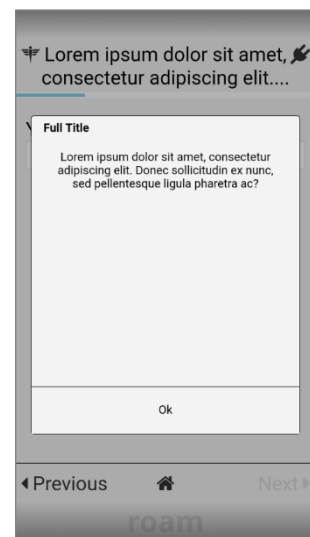 Lorem ipsum dolor sit amet,
consectetur adipiscing elit....
Full Title
Lorem ipsum dolor sit amet, consectetur
adipiscing elit. Donec sollicitudin ex nunc,
sed pellentesque ligula pharetra ac?
Ok
Previous
Next
roam